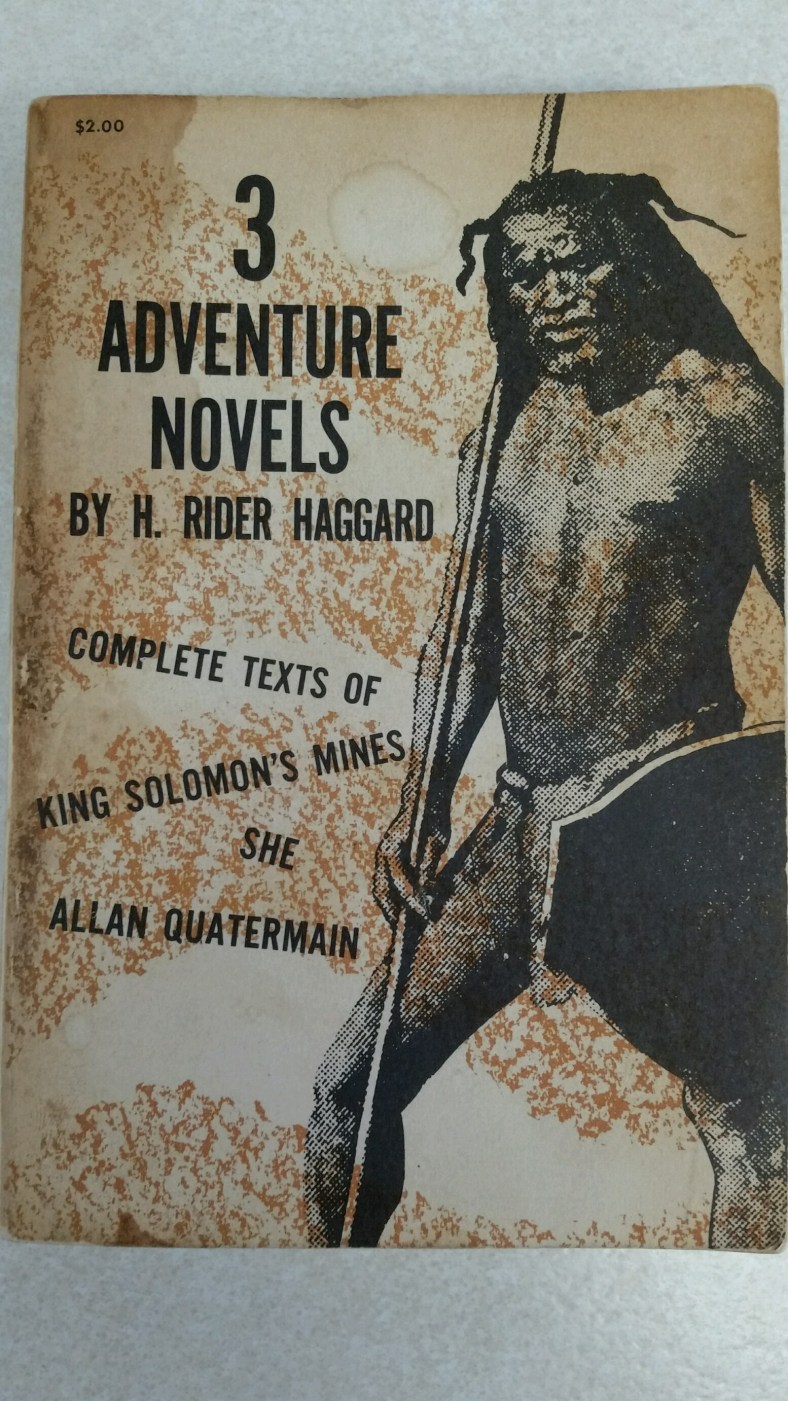 $2.00
3
ADVENTURE
NOVELS
BY H. RIDER HAGGARD
COMPLETE TEXTS OF
KING SOLOMON'S MINES
SHE
ALLAN QUATERMAIN